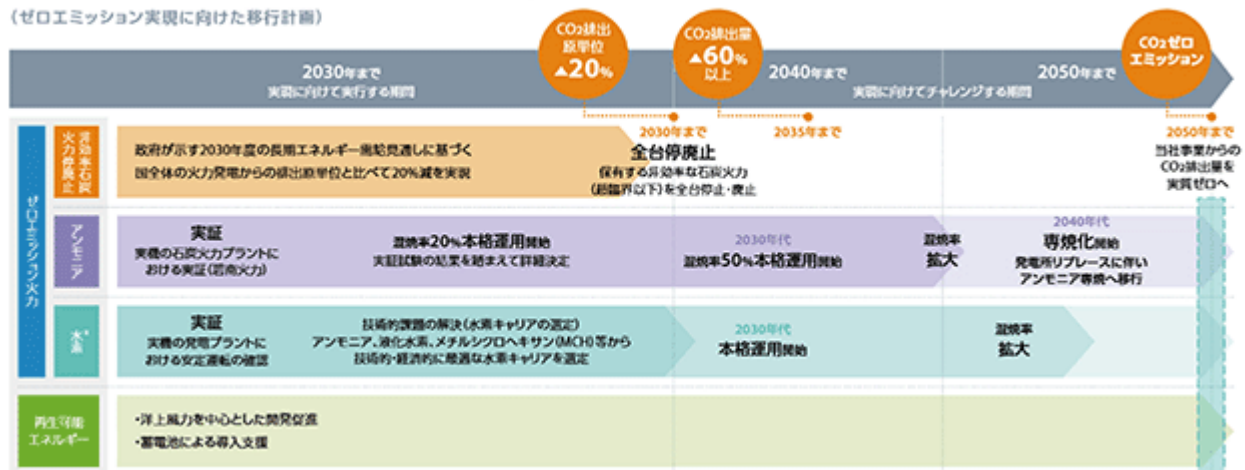 （ゼロエミッション実現に向けた移行計画）
CO₂排出
原単位
▲20%
CO₂排出量
▲60%
以上
CO₂ゼロ
エミッション
2030年まで
実現に向けて実行する期間
2040年まで
2050年まで
実現に向けてチャレンジする期間
2030年まで
2035年まで
2050年まで
当社事業からの
CO₂排出量を
実質ゼロへ
ゼロエミッション火力
非効率石炭
火力停廃止
政府が示す2030年度の長期エネルギー需給見通しに基づく
国全体の火力発電からの排出原単位と比べて20%減を実現
全台停廃止
保有する非効率な石炭火力
（超臨界以下）を全台停止・廃止
アンモニア
実証
実機の石炭火力プラントに
おける実証（碧南火力）
混焼率20%本格運用開始
実証試験の結果を踏まえて詳細決定
2030年代
混焼率50%本格運用開始
混焼率
拡大
2040年代
専焼化開始
発電所リプレースに伴い
アンモニア専焼へ移行
水素*
実証
実機の発電プラントに
おける安定運転の確認
技術的課題の解決（水素キャリアの選定）
アンモニア、液化水素、メチルシクロヘキサン(MCH)等から
技術的・経済的に最適な水素キャリアを選定
2030年代
本格運用開始
混焼率
拡大
再生可能
エネルギー
・洋上風力を中心とした開発促進
・蓄電池による導入支援